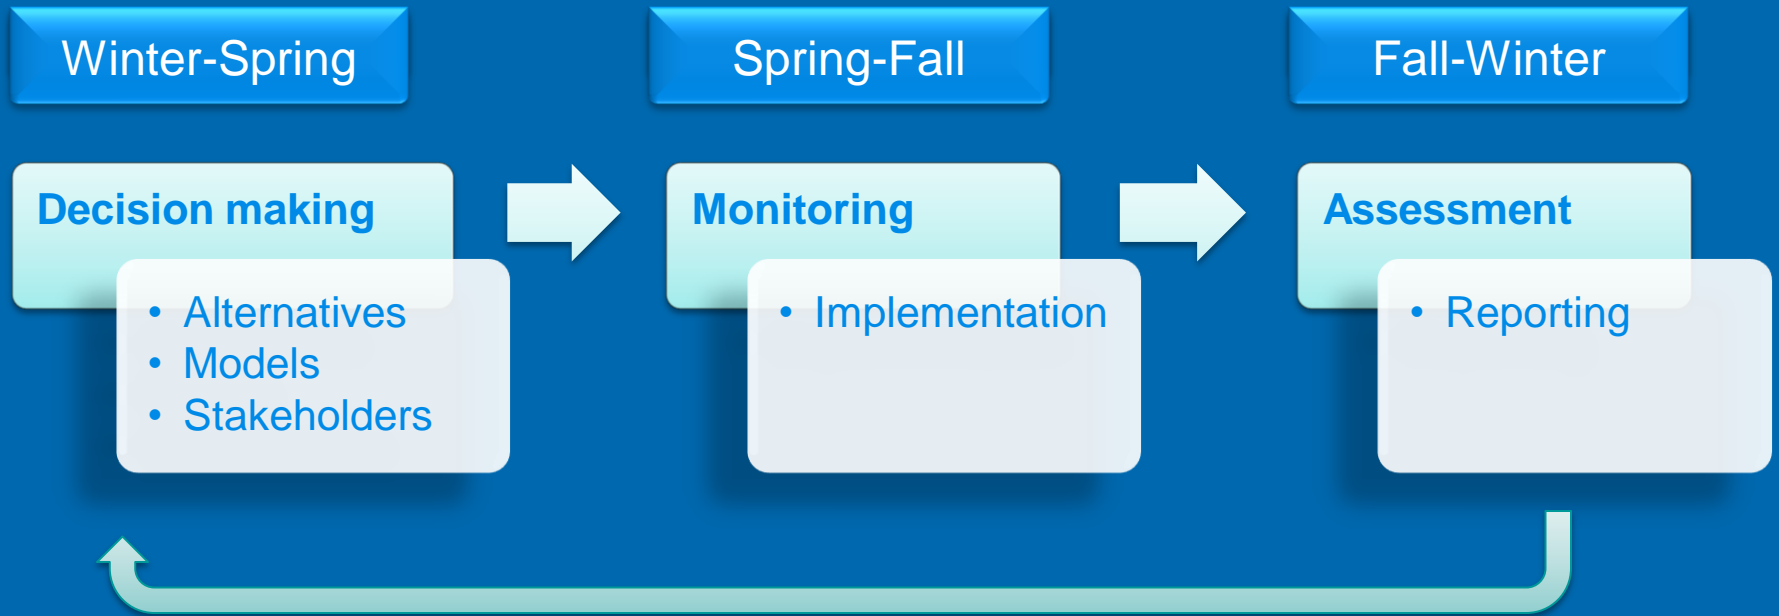 Winter-Spring
Spring-Fall
Fall-Winter
Decision making
• Alternatives
• Models
• Stakeholders
Monitoring
• Implementation
Assessment
• Reporting